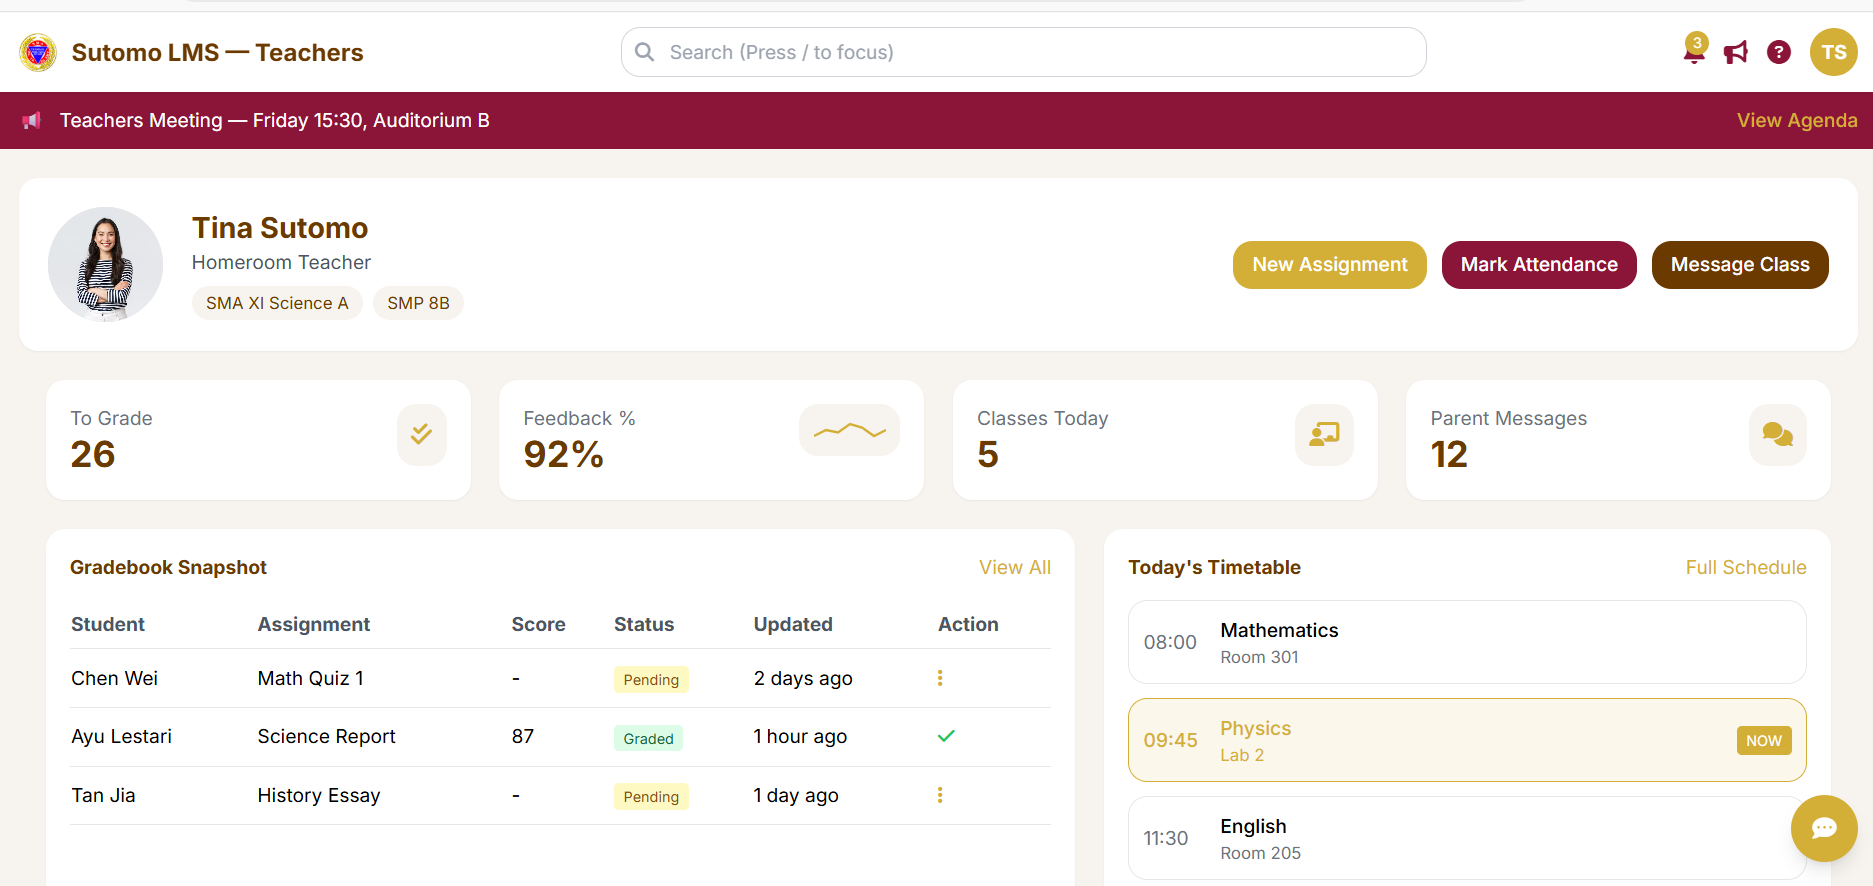 Sutomo LMS — Teachers
Search (Press / to focus)
3
?
TS
Teachers Meeting — Friday 15:30, Auditorium B
View Agenda
Tina Sutomo
Homeroom Teacher
SMA XI Science A
SMP 8B
New Assignment
Mark Attendance
Message Class
To Grade
26
Feedback %
92%
Classes Today
5
Parent Messages
12
Gradebook Snapshot
View All
Student Assignment Score Status Updated Action
Chen Wei Math Quiz 1 - Pending 2 days ago
Ayu Lestari Science Report 87 Graded 1 hour ago
Tan Jia History Essay - Pending 1 day ago
Today's Timetable
Full Schedule
08:00
Mathematics
Room 301
09:45
Physics
Lab 2
NOW
11:30
English
Room 205